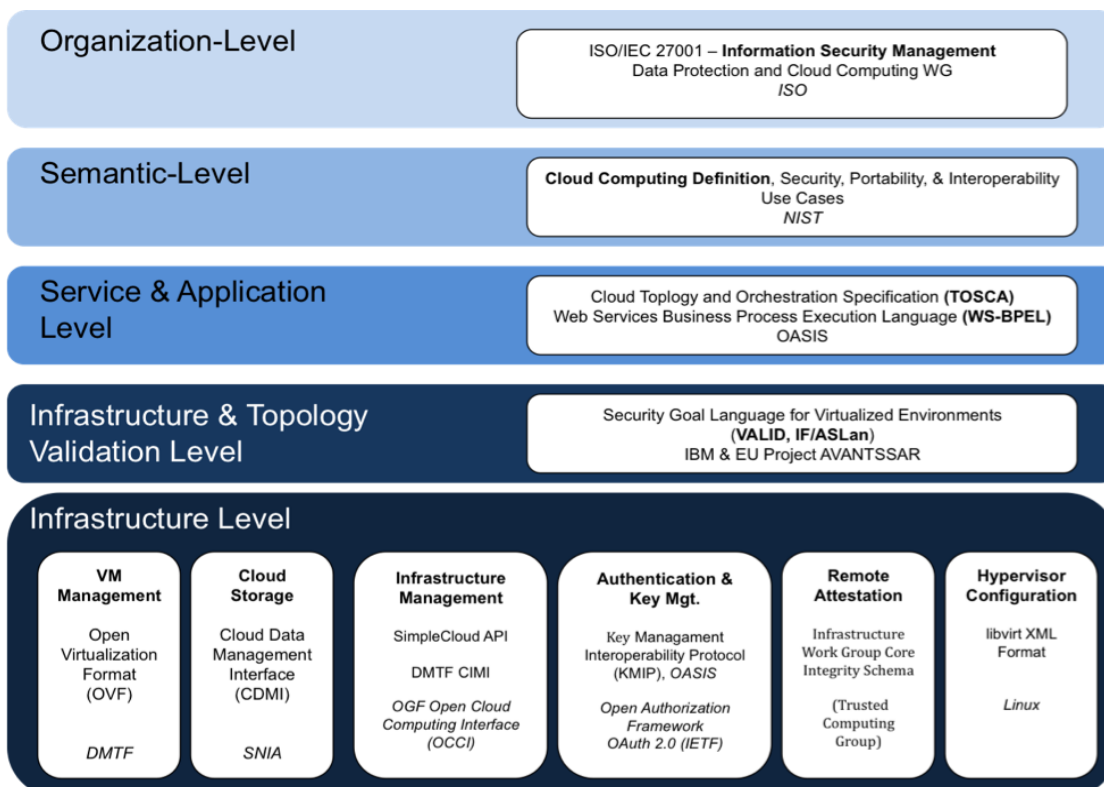 Organization-Level
ISO/IEC 27001 – Information Security Management
Data Protection and Cloud Computing WG
ISO
Semantic-Level
Cloud Computing Definition, Security, Portability, & Interoperability
Use Cases
NIST
Service & Application
Level
Cloud Toplogy and Orchestration Specification (TOSCA)
Web Services Business Process Execution Language (WS-BPEL)
OASIS
Infrastructure & Topology
Validation Level
Security Goal Language for Virtualized Environments
(VALID, IF/ASLan)
IBM & EU Project AVANTSSAR
Infrastructure Level
VM
Management
Open
Virtualization
Format
(OVF)
DMTF
Cloud
Storage
Cloud Data
Management
Interface
(CDMI)
SNIA
Infrastructure
Management
SimpleCloud API
DMTF CIMI
OGF Open Cloud
Computing Interface
(OCCI)
Authentication &
Key Mgt.
Key Managament
Interoperability Protocol
(KMIP), OASIS
Open Authorization
Framework
OAuth 2.0 (IETF)
Remote
Attestation
Infrastructure
Work Group Core
Integrity Schema
(Trusted
Computing
Group)
Hypervisor
Configuration
libvirt XML
Format
Linux